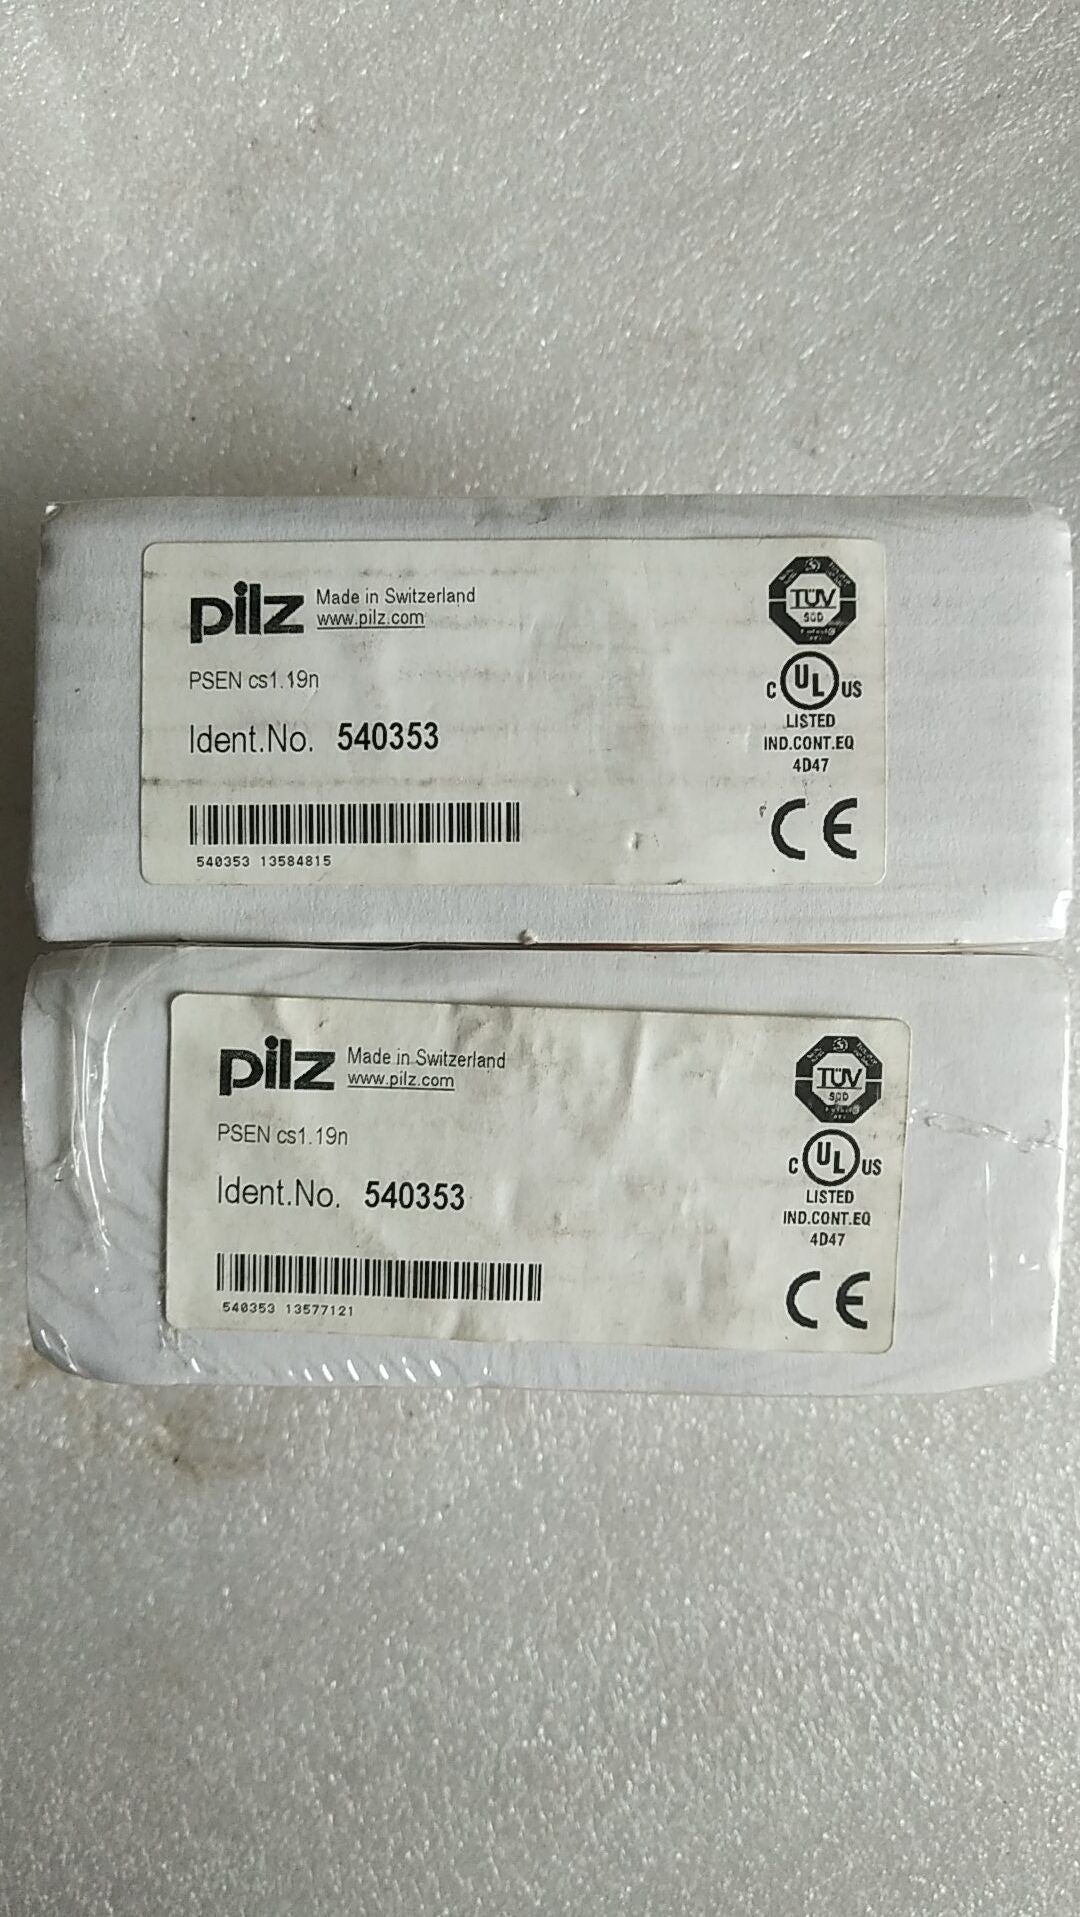 pilz Made in Switzerland
www.pilz.com
PSEN cs1.19n
Ident.No. 540353
540353 13584815
TÜV
SÜD
C UL US
LISTED
IND.CONT.EQ
4D47
CE
pilz Made in Switzerland
www.pilz.com
PSEN cs1.19n
Ident.No. 540353
540353 13577121
TÜV
SÜD
C UL US
LISTED
IND.CONT.EQ
4D47
CE